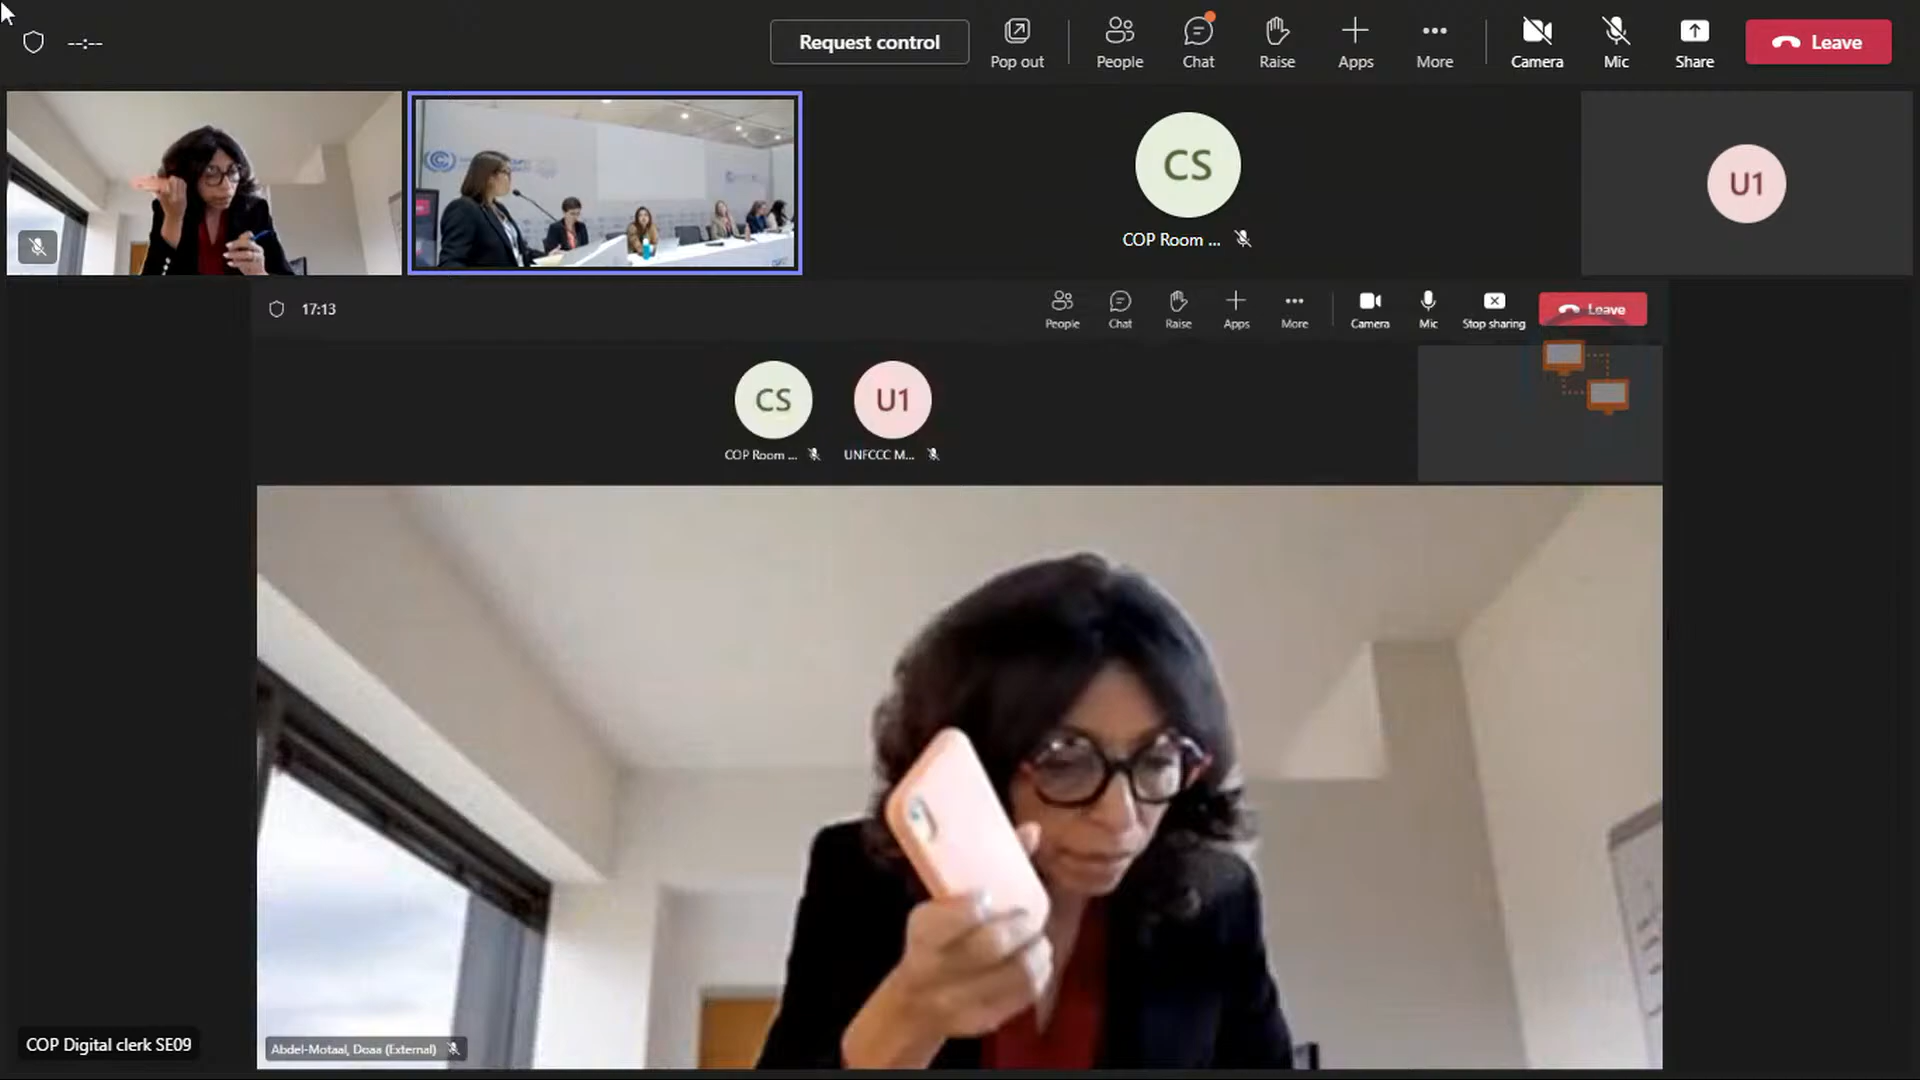 --:--
Request control
Pop out
People
Chat
Raise
Apps
More
Camera
Mic
Share
Leave
CS
COP Room ...
U1
17:13
People
Chat
Raise
Apps
More
Camera
Mic
Stop sharing
Leave
CS
U1
COP Room ...
UNFCCC M...
COP Digital clerk SE09
Abdel-Motaal, Doaa (External)